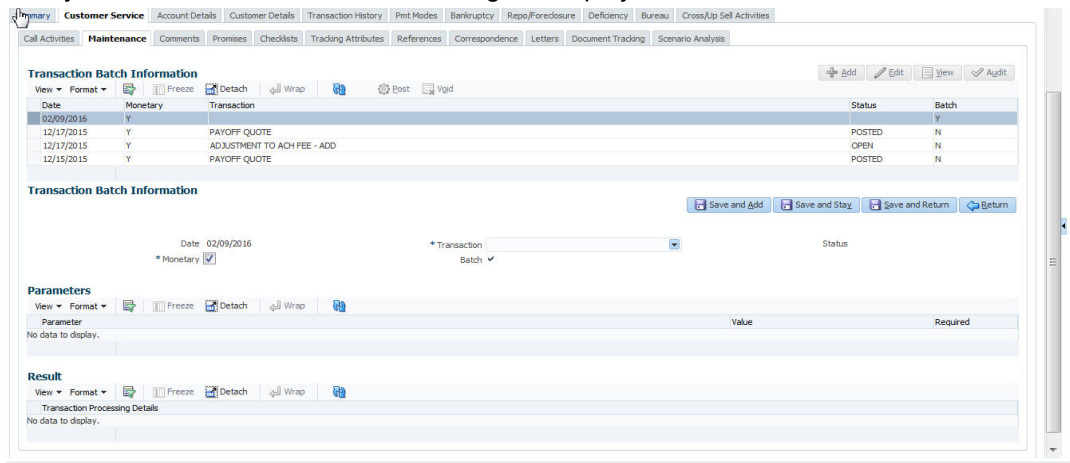 Summary Customer Service Account Details Customer Details Transaction History Pmt Modes Bankruptcy Repo/Foreclosure Deficiency Bureau Cross/Up Sell Activities
Call Activities Maintenance Comments Promises Checklists Tracking Attributes References Correspondence Letters Document Tracking Scenario Analysis
Transaction Batch Information
Add Edit View Audit
View Format Freeze Detach Wrap Post Void
Date Monetary Transaction Status Batch
02/09/2016 Y Y
12/17/2015 Y PAYOFF QUOTE POSTED N
12/17/2015 Y ADJUSTMENT TO ACH FEE - ADD OPEN N
12/15/2015 Y PAYOFF QUOTE POSTED N
Transaction Batch Information
Save and Add Save and Stay Save and Return Return
Date 02/09/2016 * Transaction Status
* Monetary Batch
Parameters
View Format Freeze Detach Wrap
Parameter Value Required
No data to display.
Result
View Format Freeze Detach Wrap
Transaction Processing Details
No data to display.